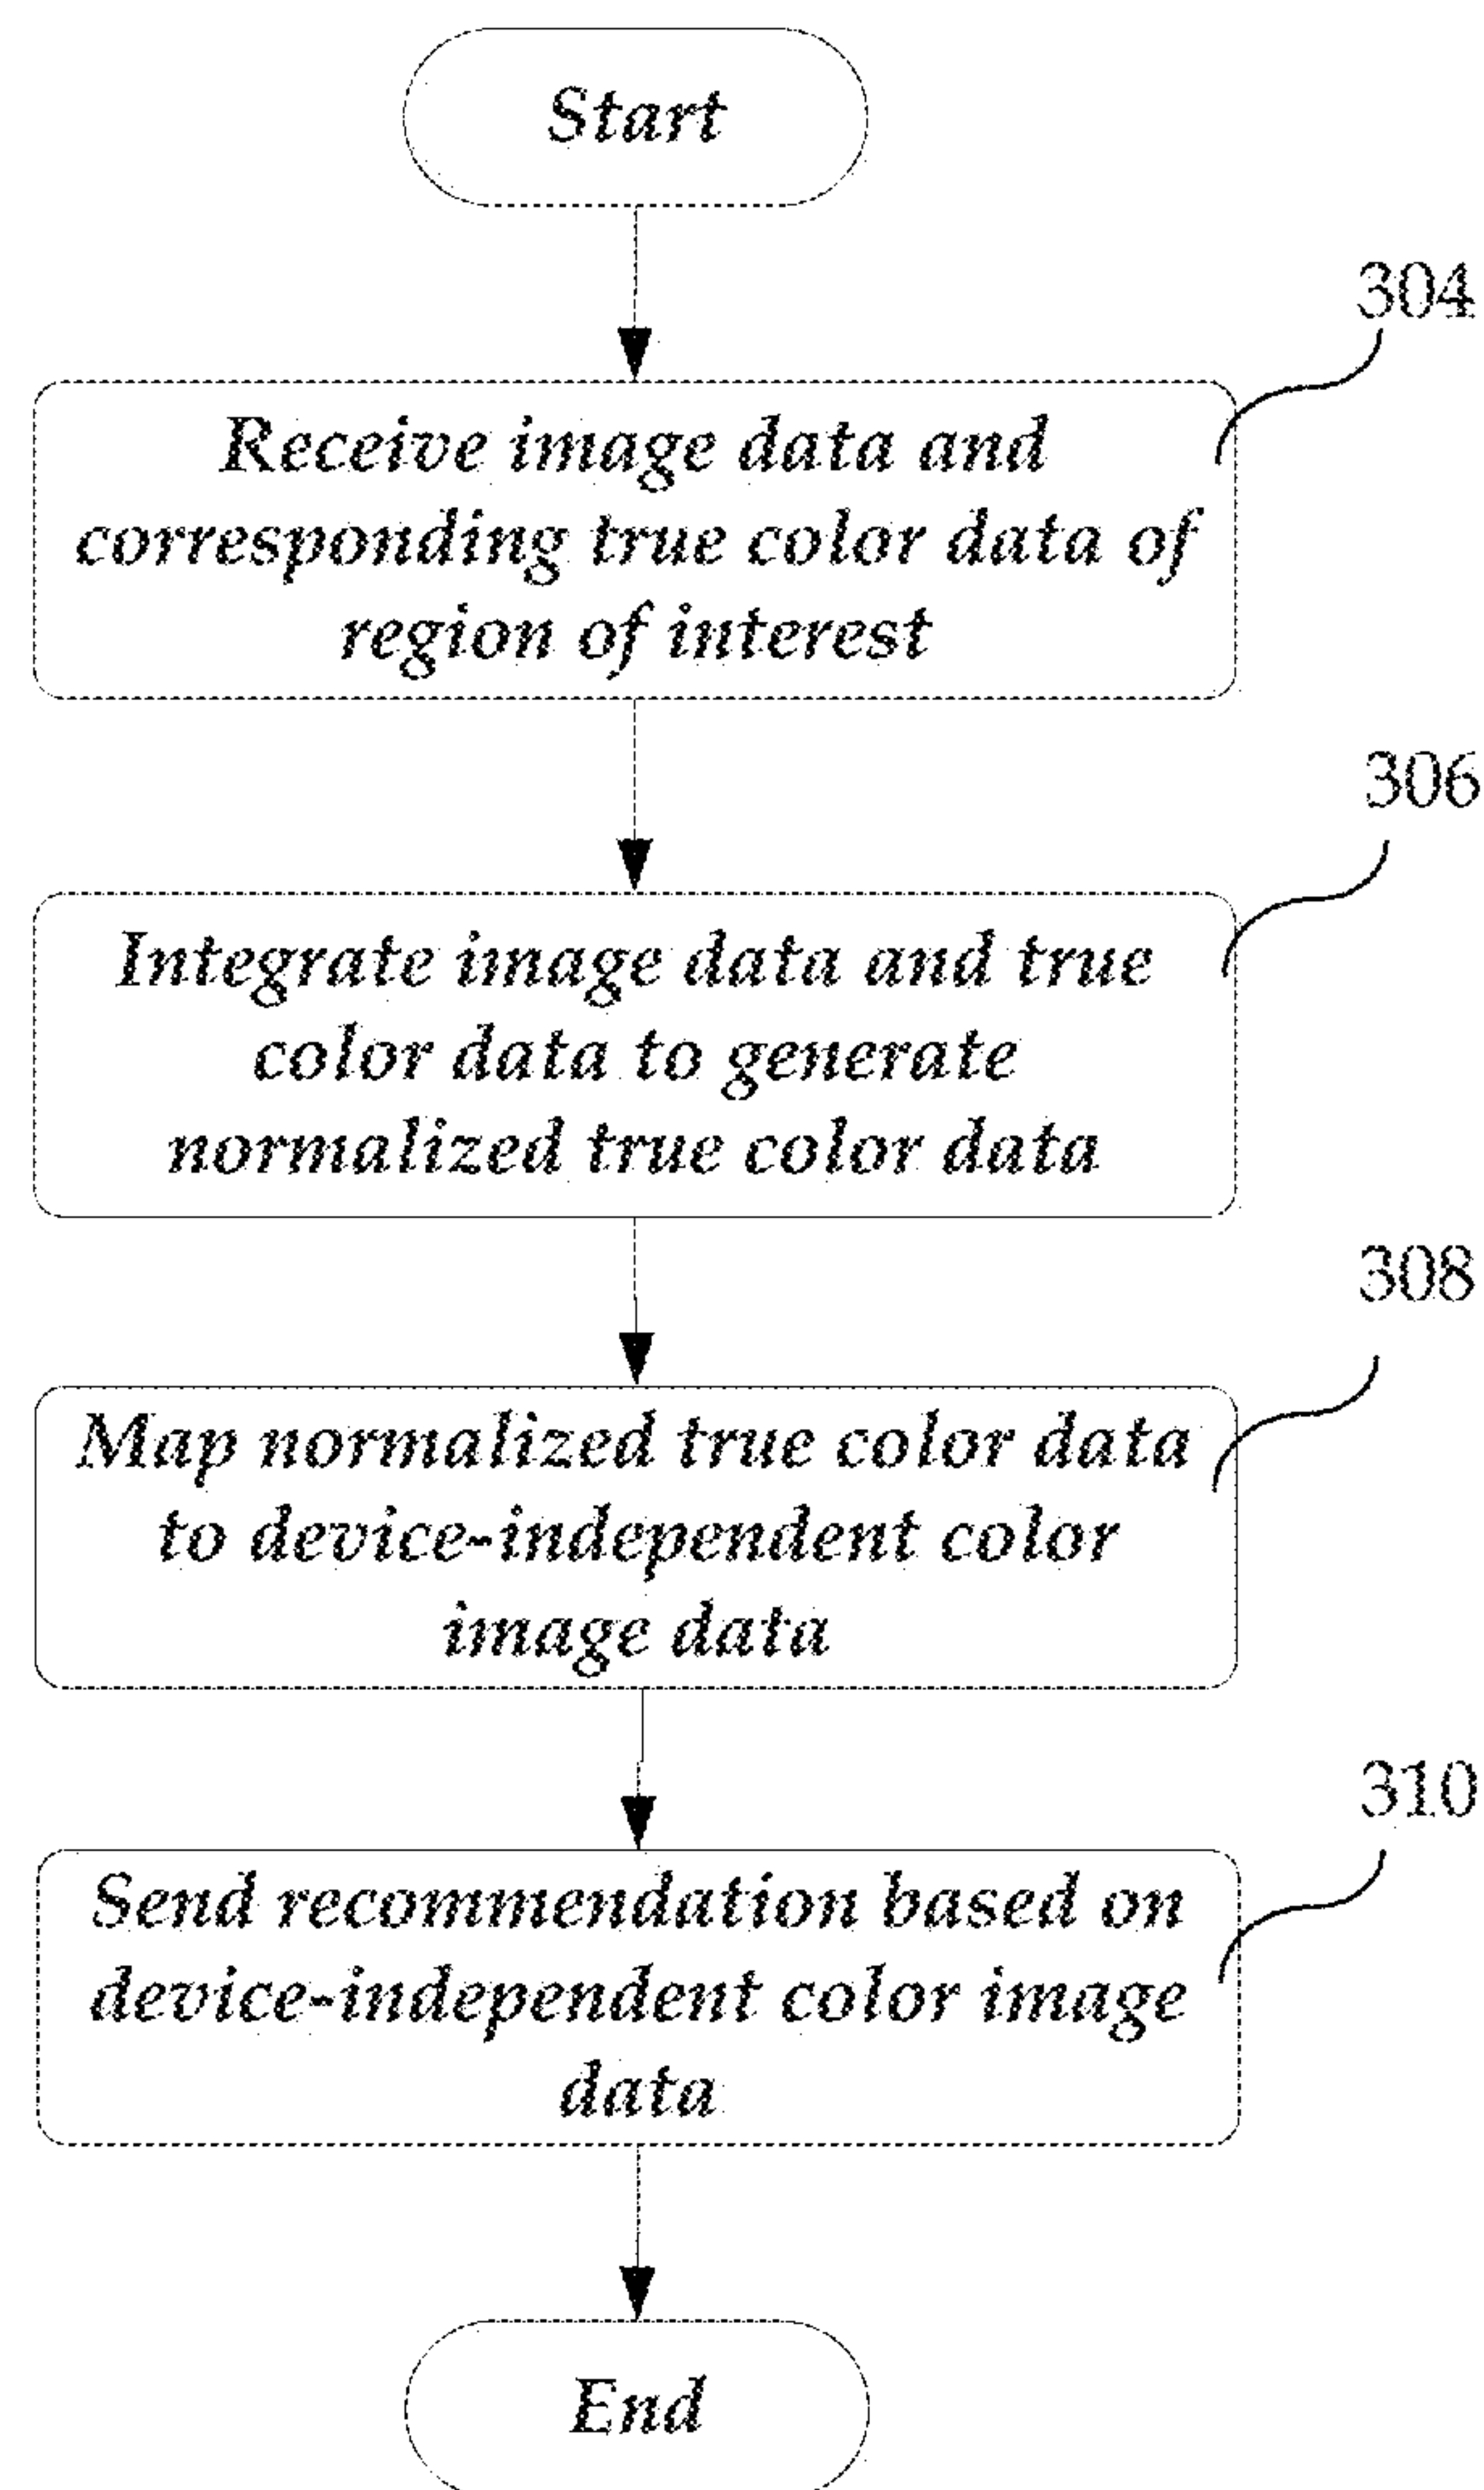 Start
304
Receive image data and
corresponding true color data of
region of interest
306
Integrate image data and true
color data to generate
normalized true color data
308
Map normalized true color data
to device-independent color
image data
310
Send recommendation based on
device-independent color image
data
End